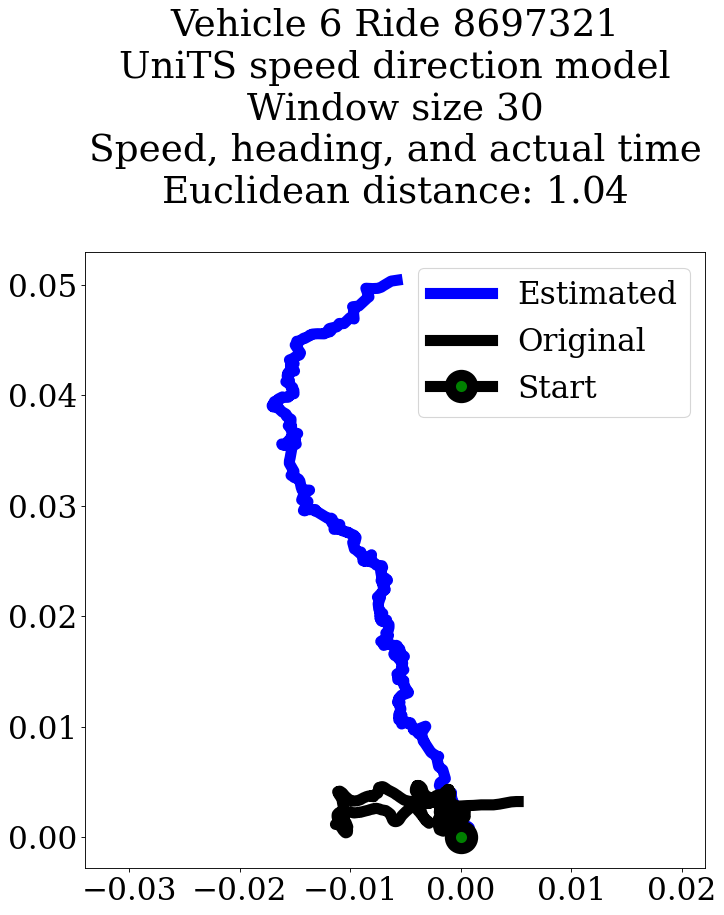 Vehicle 6 Ride 8697321
UniTS speed direction model
Window size 30
Speed, heading, and actual time
Euclidean distance: 1.04
Estimated
Original
Start
0.05
0.04
0.03
0.02
0.01
0.00
−0.03 −0.02 −0.01 0.00 0.01 0.02